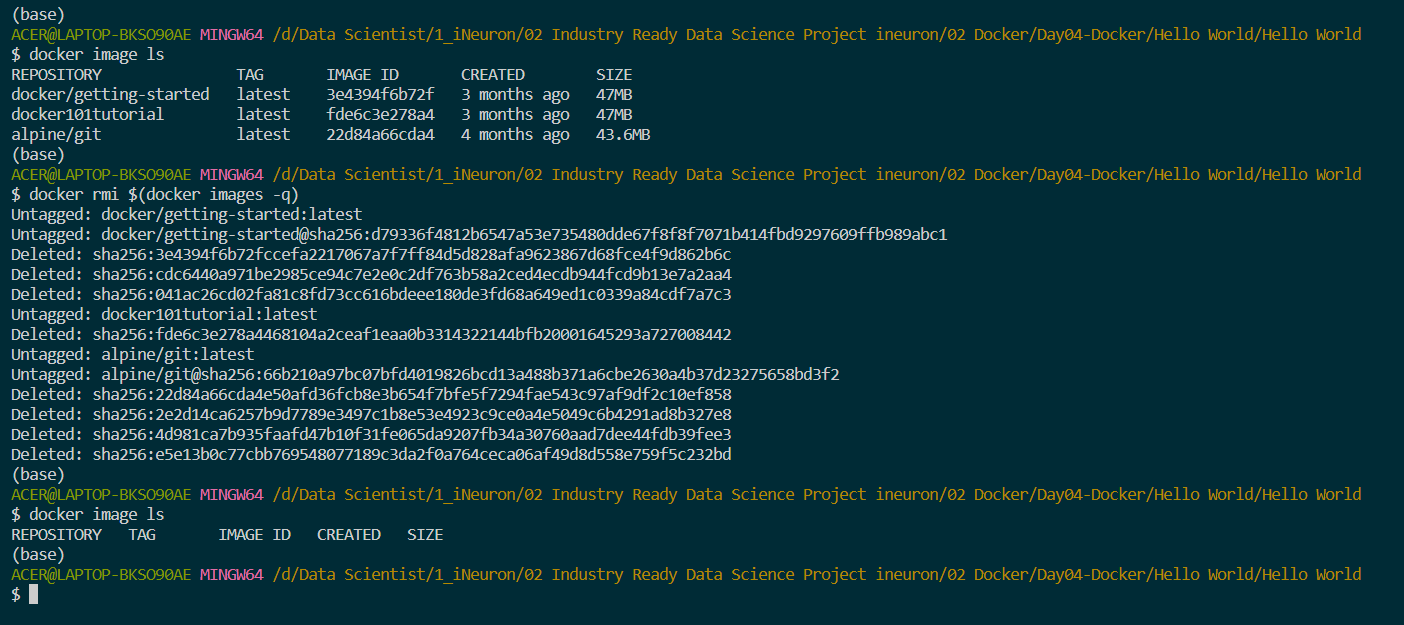 (base)
ACER@LAPTOP-BKSO90AE MINGW64 /d/Data Scientist/1_iNeuron/02 Industry Ready Data Science Project ineuron/02 Docker/Day04-Docker/Hello World/Hello World
$ docker image ls
REPOSITORY               TAG       IMAGE ID       CREATED        SIZE
docker/getting-started   latest    3e4394f6b72f   3 months ago   47MB
docker101tutorial        latest    fde6c3e278a4   3 months ago   47MB
alpine/git               latest    22d84a66cda4   4 months ago   43.6MB
(base)
ACER@LAPTOP-BKSO90AE MINGW64 /d/Data Scientist/1_iNeuron/02 Industry Ready Data Science Project ineuron/02 Docker/Day04-Docker/Hello World/Hello World
$ docker rmi $(docker images -q)
Untagged: docker/getting-started:latest
Untagged: docker/getting-started@sha256:d79336f4812b6547a53e735480dde67f8f8f7071b414fbd9297609ffb989abc1
Deleted: sha256:3e4394f6b72fccefa2217067a7f7ff84d5d828afa9623867d68fce4f9d862b6c
Deleted: sha256:cdc6440a971be2985ce94c7e2e0c2df763b58a2ced4ecdb944fcd9b13e7a2aa4
Deleted: sha256:041ac26cd02fa81c8fd73cc616bdeee180de3fd68a649ed1c0339a84cdf7a7c3
Untagged: docker101tutorial:latest
Deleted: sha256:fde6c3e278a4468104a2ceaf1eaa0b3314322144bfb20001645293a727008442
Untagged: alpine/git:latest
Untagged: alpine/git@sha256:66b210a97bc07bfd4019826bcd13a488b371a6cbe2630a4b37d23275658bd3f2
Deleted: sha256:22d84a66cda4e50afd36fcb8e3b654f7bfe5f7294fae543c97af9df2c10ef858
Deleted: sha256:2e2d14ca6257b9d7789e3497c1b8e53e4923c9ce0a4e5049c6b4291ad8b327e8
Deleted: sha256:4d981ca7b935faafd47b10f31fe065da9207fb34a30760aad7dee44fdb39fee3
Deleted: sha256:e5e13b0c77cbb769548077189c3da2f0a764ceca06af49d8d558e759f5c232bd
(base)
ACER@LAPTOP-BKSO90AE MINGW64 /d/Data Scientist/1_iNeuron/02 Industry Ready Data Science Project ineuron/02 Docker/Day04-Docker/Hello World/Hello World
$ docker image ls
REPOSITORY   TAG       IMAGE ID   CREATED   SIZE
(base)
ACER@LAPTOP-BKSO90AE MINGW64 /d/Data Scientist/1_iNeuron/02 Industry Ready Data Science Project ineuron/02 Docker/Day04-Docker/Hello World/Hello World
$